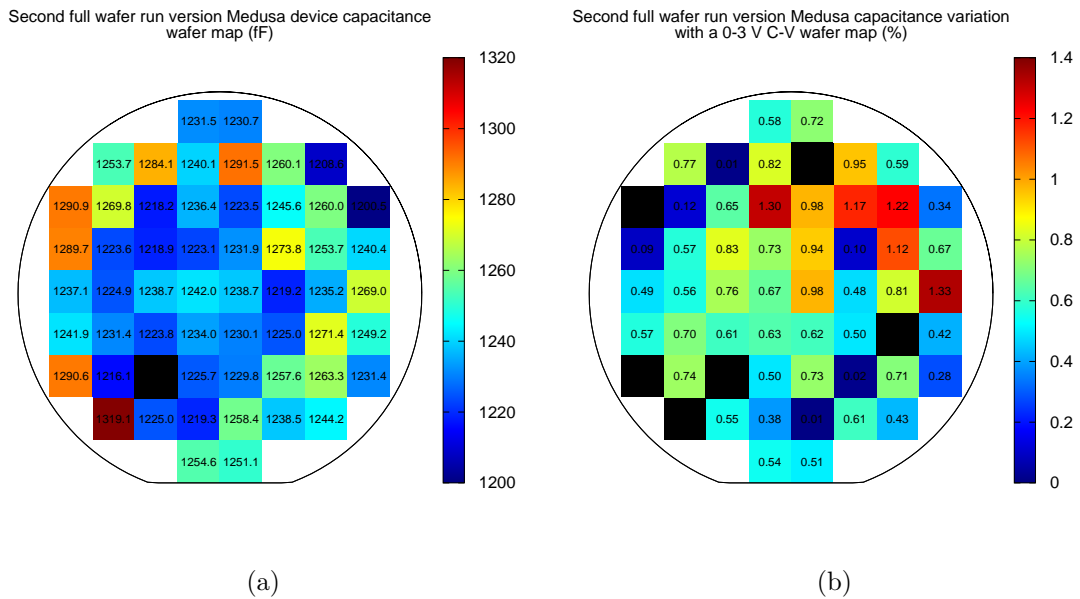 Second full wafer run version Medusa device capacitance
wafer map (fF)
1231.5 1230.7
1253.7 1284.1 1240.1 1291.5 1260.1
1290.9 1269.8 1218.2 1236.4 1223.5 1245.6 1260.0
1289.7 1223.6 1218.9 1223.1 1231.9 1273.8 1253.7 1240.4
1237.1 1224.9 1238.7 1242.0 1238.7 1219.2 1235.2 1269.0
1241.9 1231.4 1223.8 1234.0 1230.1 1225.0 1271.4 1249.2
1290.6 1216.1 1225.7 1229.8 1257.6 1263.3 1231.4
1319.1 1225.0 1219.3 1258.4 1238.5 1244.2
1254.6 1251.1
1320
1300
1280
1260
1240
1220
1200
(a)
Second full wafer run version Medusa capacitance variation
with a 0-3 V C-V wafer map (%)
0.58 0.72
0.77 0.01 0.82 0.95 0.59
0.12 0.65 1.30 0.98 1.17 1.22 0.34
0.09 0.57 0.83 0.73 0.94 0.10 1.12 0.67
0.49 0.56 0.76 0.67 0.98 0.48 0.81 1.33
0.57 0.70 0.61 0.63 0.62 0.50 0.42
0.74 0.50 0.73 0.02 0.71 0.28
0.55 0.38 0.01 0.61 0.43
0.54 0.51
1.4
1.2
1
0.8
0.6
0.4
0.2
0
(b)